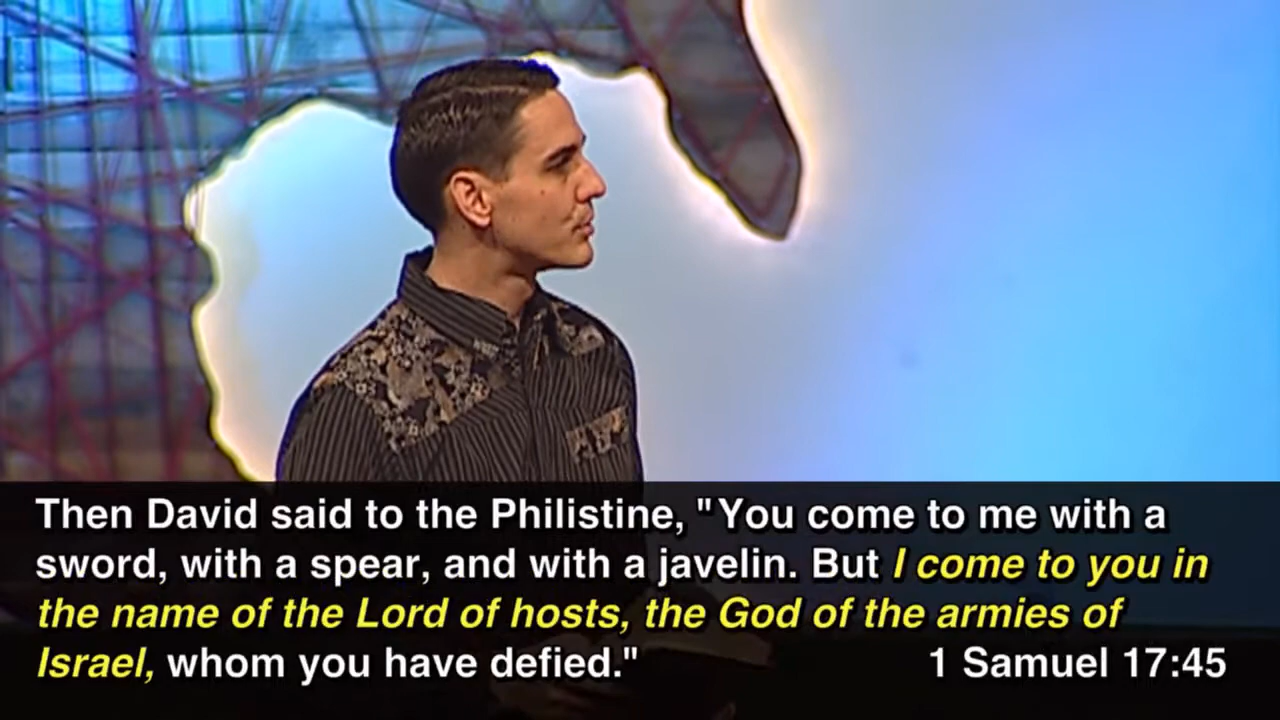 Then David said to the Philistine, "You come to me with a
sword, with a spear, and with a javelin. But I come to you in
the name of the Lord of hosts, the God of the armies of
Israel, whom you have defied." 1 Samuel 17:45